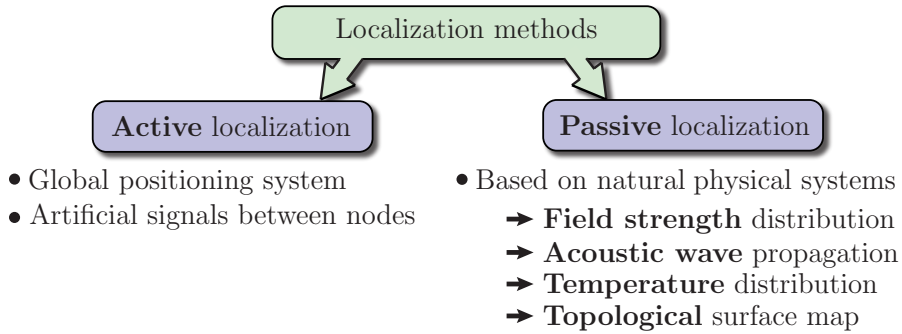 Localization methods
Active localization
• Global positioning system
• Artificial signals between nodes
Passive localization
• Based on natural physical systems
➔ Field strength distribution
➔ Acoustic wave propagation
➔ Temperature distribution
➔ Topological surface map